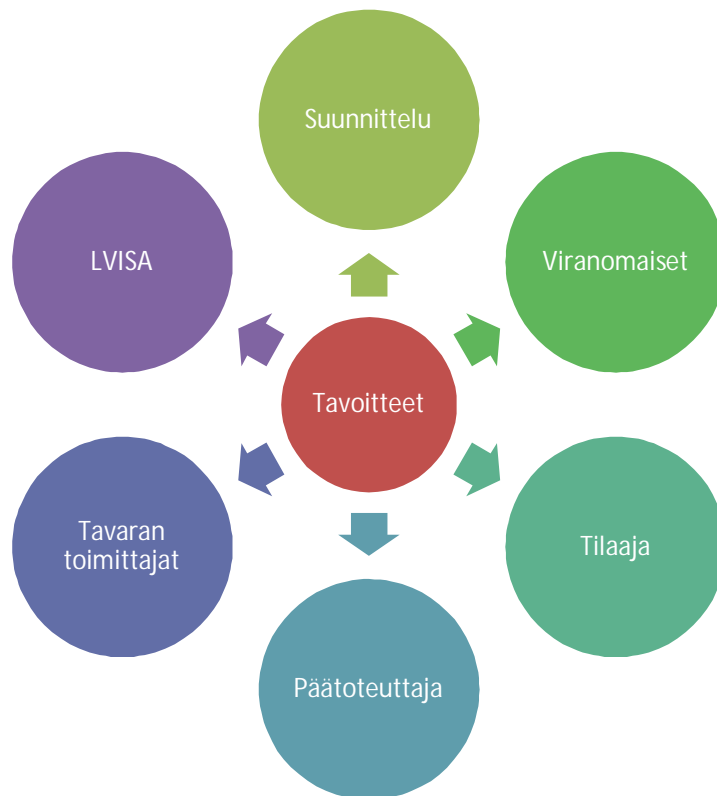 Suunnittelu
LVISA
Viranomaiset
Tavoitteet
Tavaran
toimittajat
Tilaaja
Päätoteuttaja